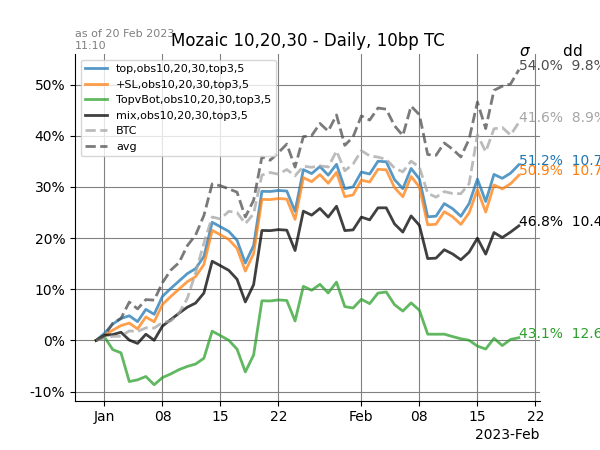 as of 20 Feb 2023
11:10
Mozaic 10,20,30 - Daily, 10bp TC
σ dd
top,obs10,20,30,top3,5
+SL,obs10,20,30,top3,5
TopvBot,obs10,20,30,top3,5
mix,obs10,20,30,top3,5
BTC
avg
54.0% 9.8%
41.6% 8.9%
51.2% 10.7
50.9% 10.7
46.8% 10.4
43.1% 12.6
50%
40%
30%
20%
10%
0%
-10%
Jan 08 15 22 Feb 08 15 22
2023-Feb